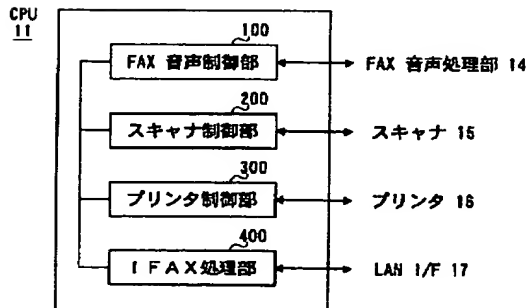 CPU
11
100
FAX 音声制御部
FAX 音声処理部 14
200
スキャナ制御部
スキャナ 15
300
プリンタ制御部
プリンタ 16
400
I FAX処理部
LAN I/F 17